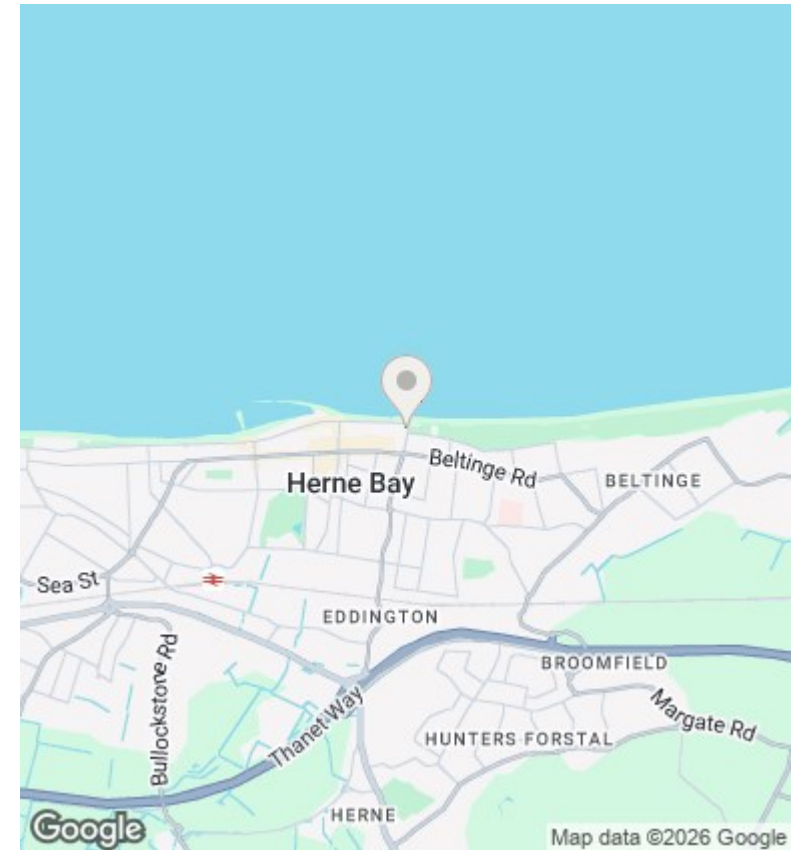 Beltinge Rd
Herne Bay
BELTINGE
Sea St
EDDINGTON
BROOMFIELD
Bullockstone Rd
Thanet Way
Margate Rd
HUNTERS FORSTAL
HERNE
Google
Map data ©2026 Google